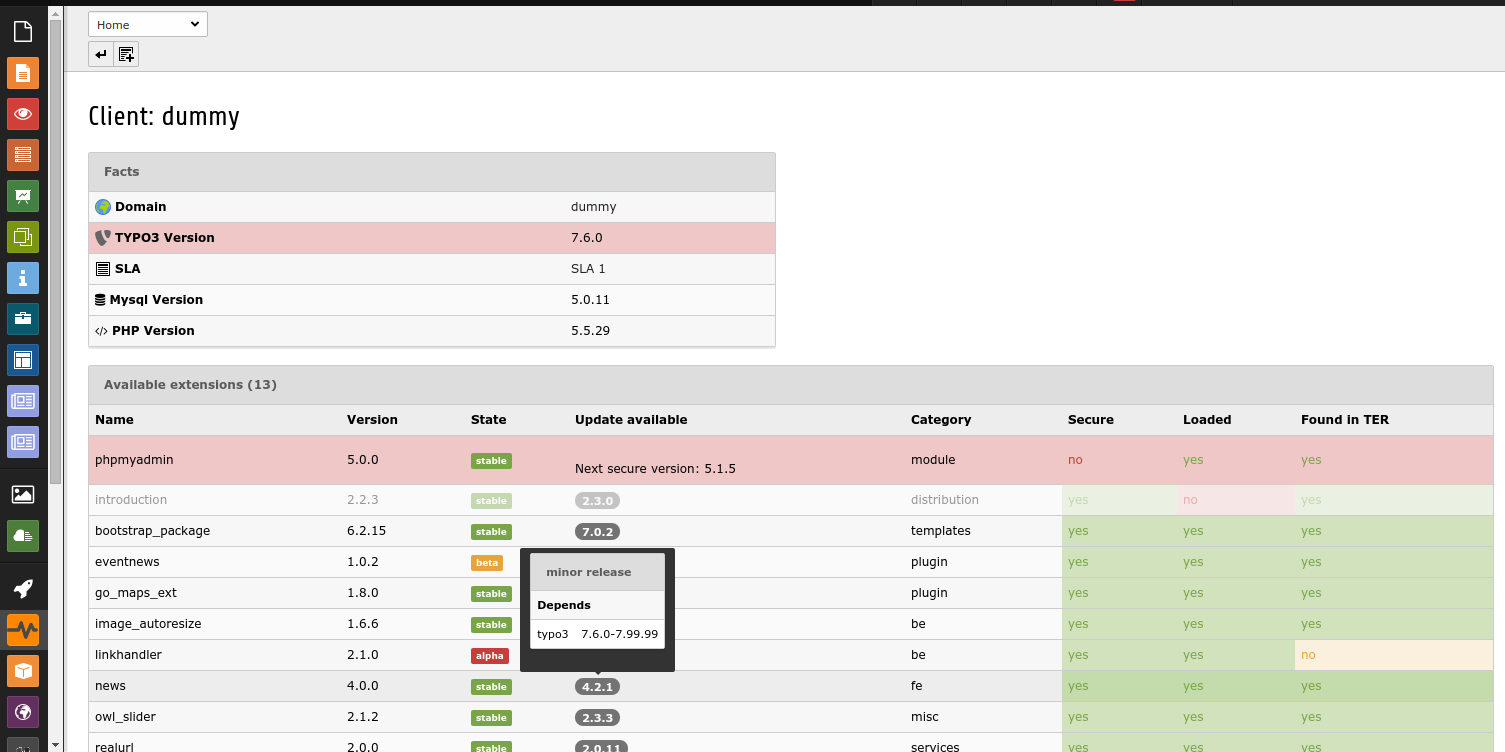 Home
Client: dummy
Facts
Domain dummy
TYPO3 Version 7.6.0
SLA SLA 1
Mysql Version 5.0.11
PHP Version 5.5.29
Available extensions (13)
Name Version State Update available Category Secure Loaded Found in TER
phpmyadmin 5.0.0 stable Next secure version: 5.1.5 module no yes yes
introduction 2.2.3 stable 2.3.0 distribution yes no yes
bootstrap_package 6.2.15 stable 7.0.2 templates yes yes yes
eventnews 1.0.2 beta plugin yes yes yes
minor release
go_maps_ext 1.8.0 stable plugin yes yes yes
Depends
image_autoresize 1.6.6 stable be yes yes yes
typo3 7.6.0-7.99.99
linkhandler 2.1.0 alpha be yes yes no
news 4.0.0 stable 4.2.1 fe yes yes yes
owl_slider 2.1.2 stable 2.3.3 misc yes yes yes
realurl 2.0.0 stable 2.0.11 services yes yes yes